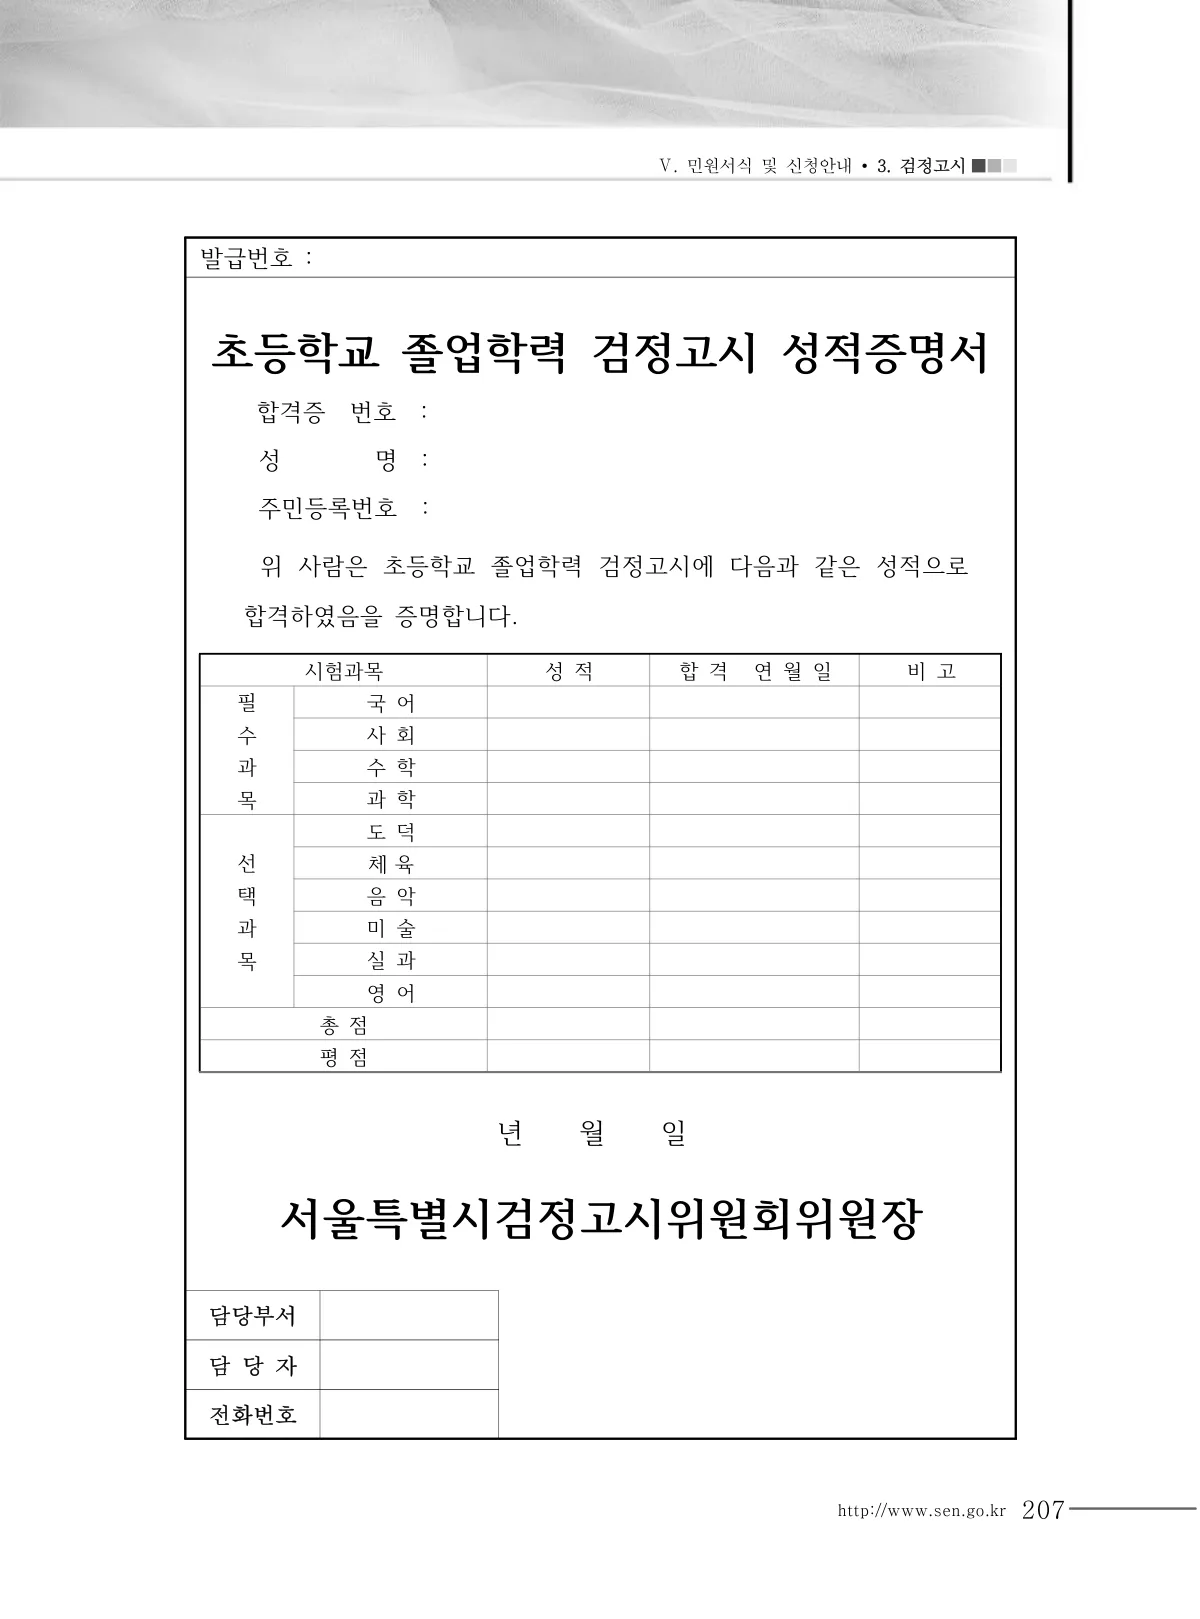 V. 민원서식 및 신청안내 • 3. 검정고시
발급번호 :
초등학교 졸업학력 검정고시 성적증명서
합격증 번호 :
성 명 :
주민등록번호 :
위 사람은 초등학교 졸업학력 검정고시에 다음과 같은 성적으로
합격하였음을 증명합니다.
시험과목 성 적 합 격 연 월 일 비 고
필 국 어
수 사 회
과 수 학
목 과 학
도 덕
선 체 육
택 음 악
과 미 술
목 실 과
영 어
총 점
평 점
년 월 일
서울특별시검정고시위원회위원장
담당부서
담 당 자
전화번호
http://www.sen.go.kr 207